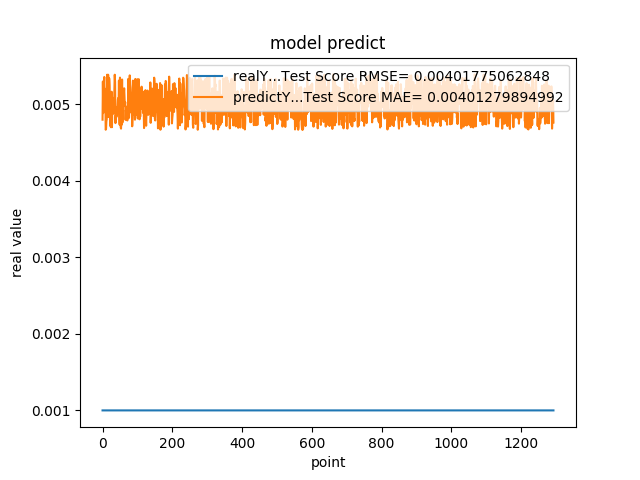 model predict
realY...Test Score RMSE= 0.00401775062848
predictY...Test Score MAE= 0.00401279894992
0.005
0.004
0.003
0.002
0.001
real value
0 200 400 600 800 1000 1200
point